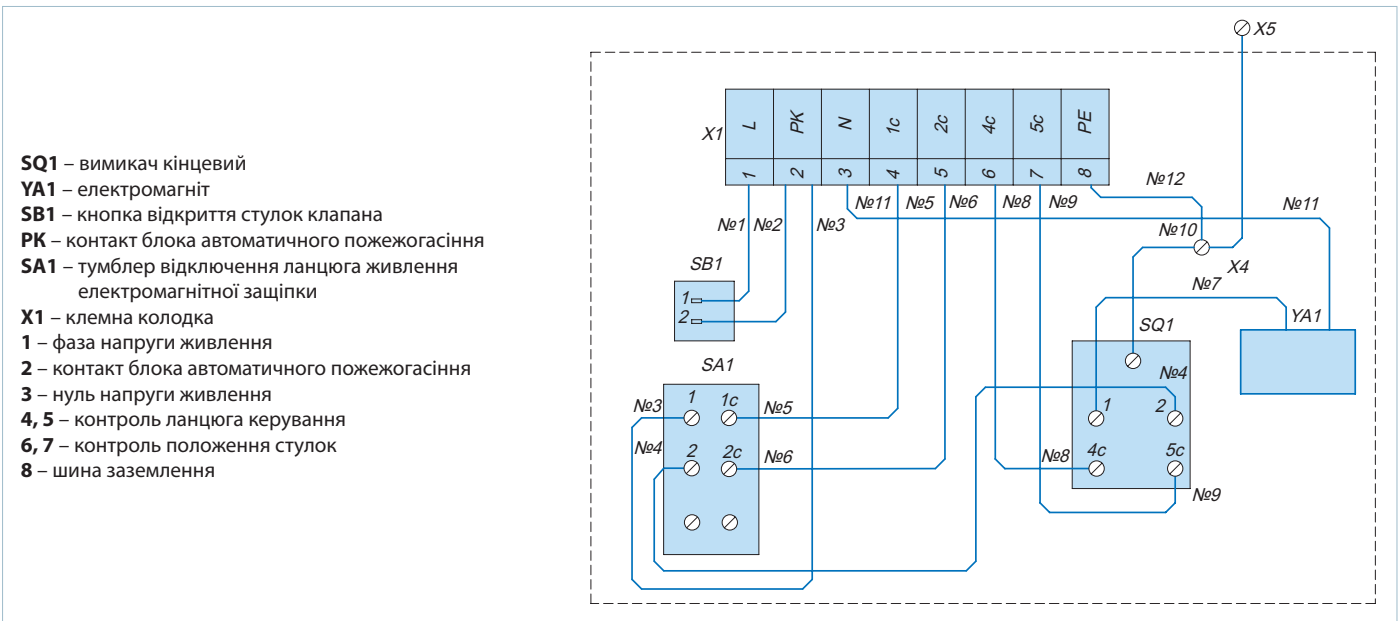 SQ1 – вимикач кінцевий
YA1 – електромагніт
SB1 – кнопка відкриття стулок клапана
PK – контакт блока автоматичного пожежогасіння
SA1 – тумблер відключення ланцюга живлення
електромагнітної защіпки
X1 – клемна колодка
1 – фаза напруги живлення
2 – контакт блока автоматичного пожежогасіння
3 – нуль напруги живлення
4, 5 – контроль ланцюга керування
6, 7 – контроль положення стулок
8 – шина заземлення
X5
X1
L PK N 1c 2c 4c 5c PE
1 2 3 4 5 6 7 8
№12
№1 №2 №3 №11 №5 №6 №8 №9 №11
№10
X4
SB1
1
2
№7
YA1
SQ1
SA1
№4
№3 1 1c №5
1 2
№4 2 2c №6
№8 4c 5c
№9